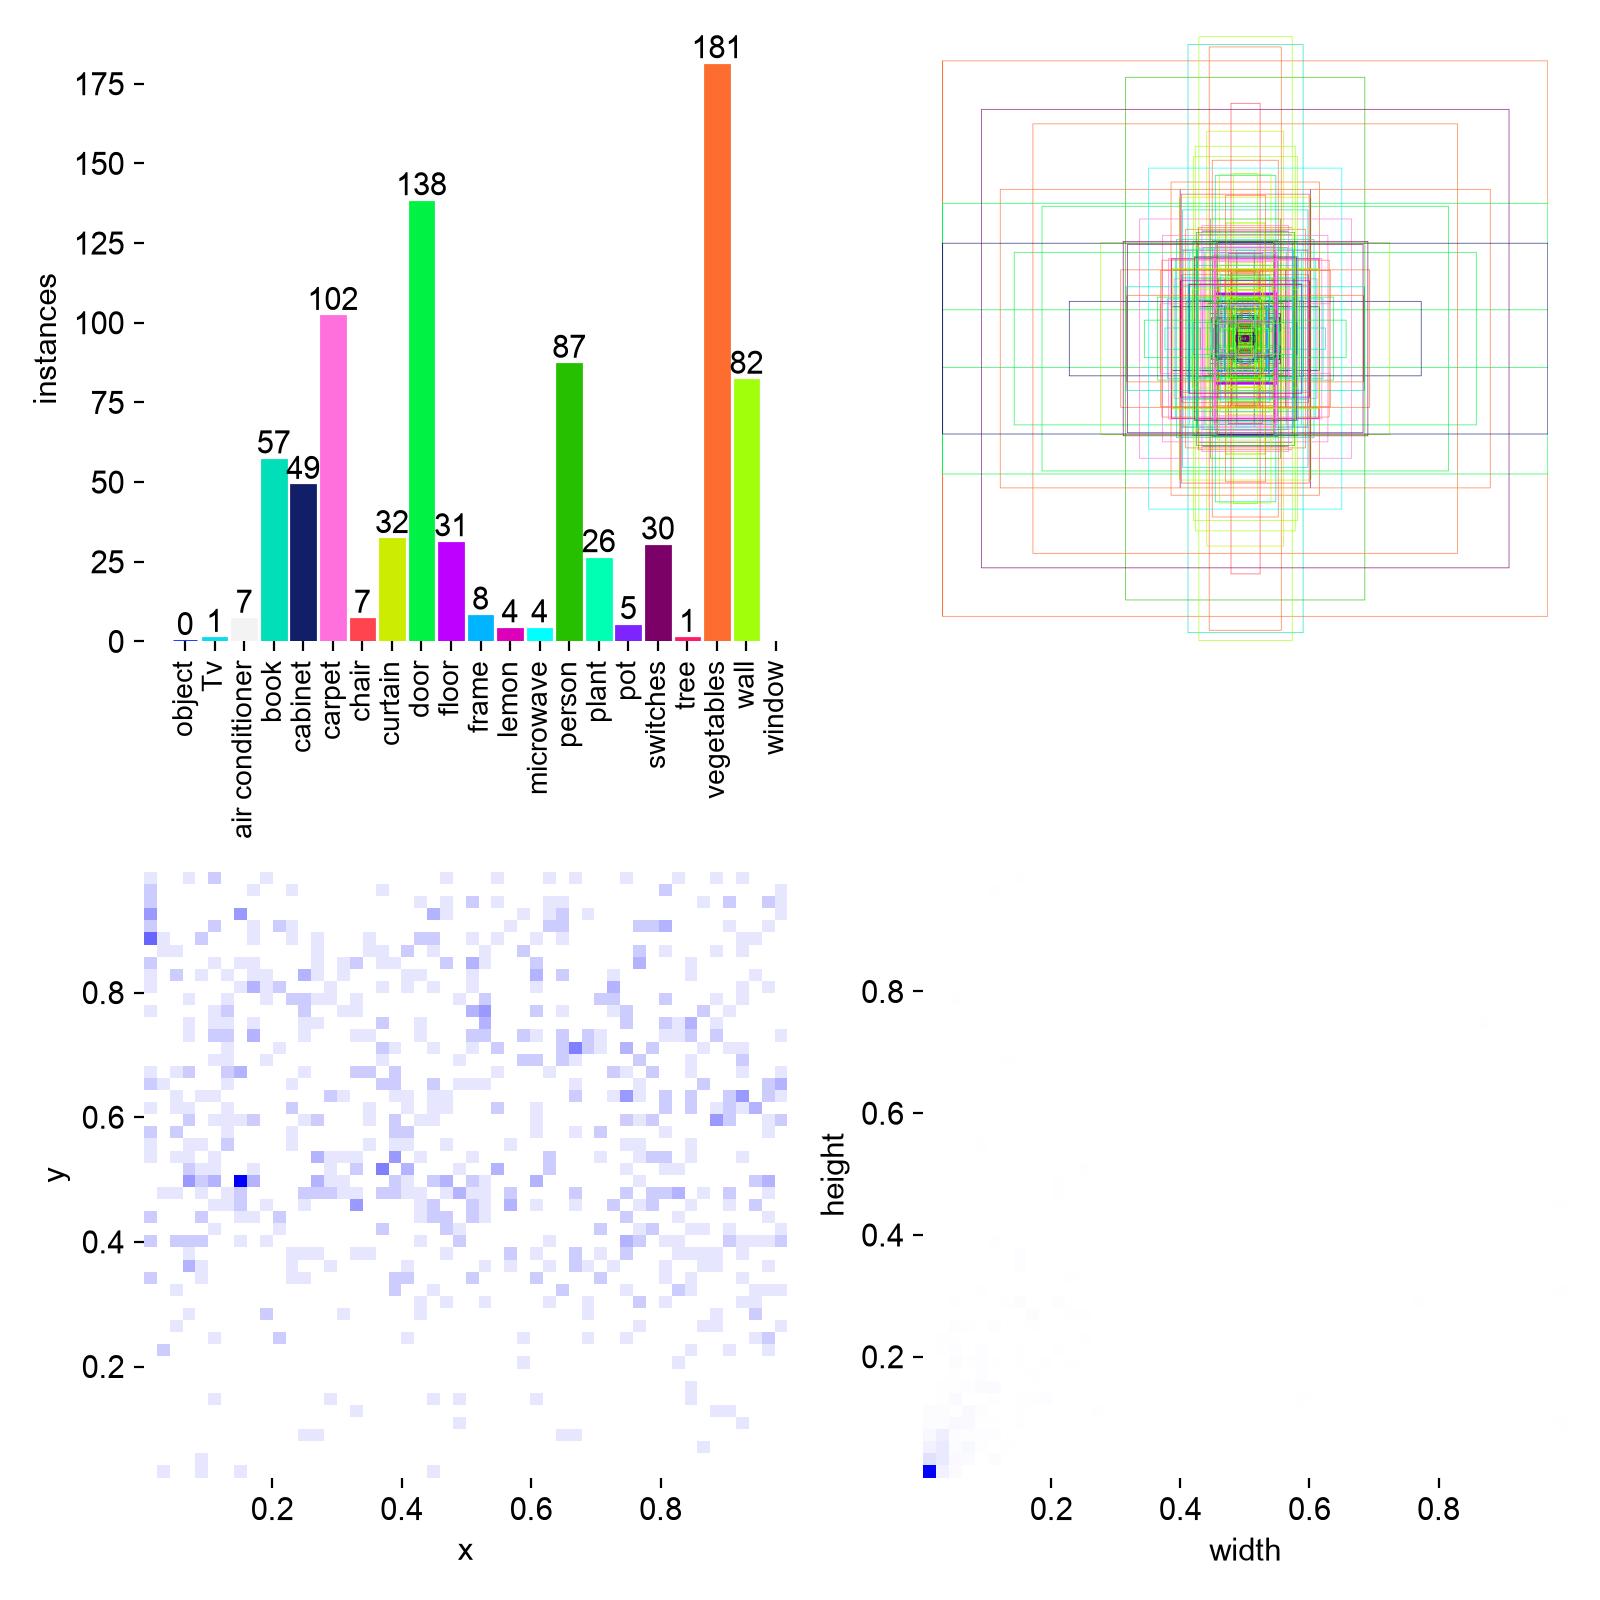 instances
175
150
125
100
75
50
25
0
0
1
7
57
49
102
7
32
138
31
8
4
4
87
26
5
30
1
181
82
object
Tv
air conditioner
book
cabinet
carpet
chair
curtain
door
floor
frame
lemon
microwave
person
plant
pot
switches
tree
vegetables
wall
window
y
0.8
0.6
0.4
0.2
0.2 0.4 0.6 0.8
x
height
0.8
0.6
0.4
0.2
0.2 0.4 0.6 0.8
width